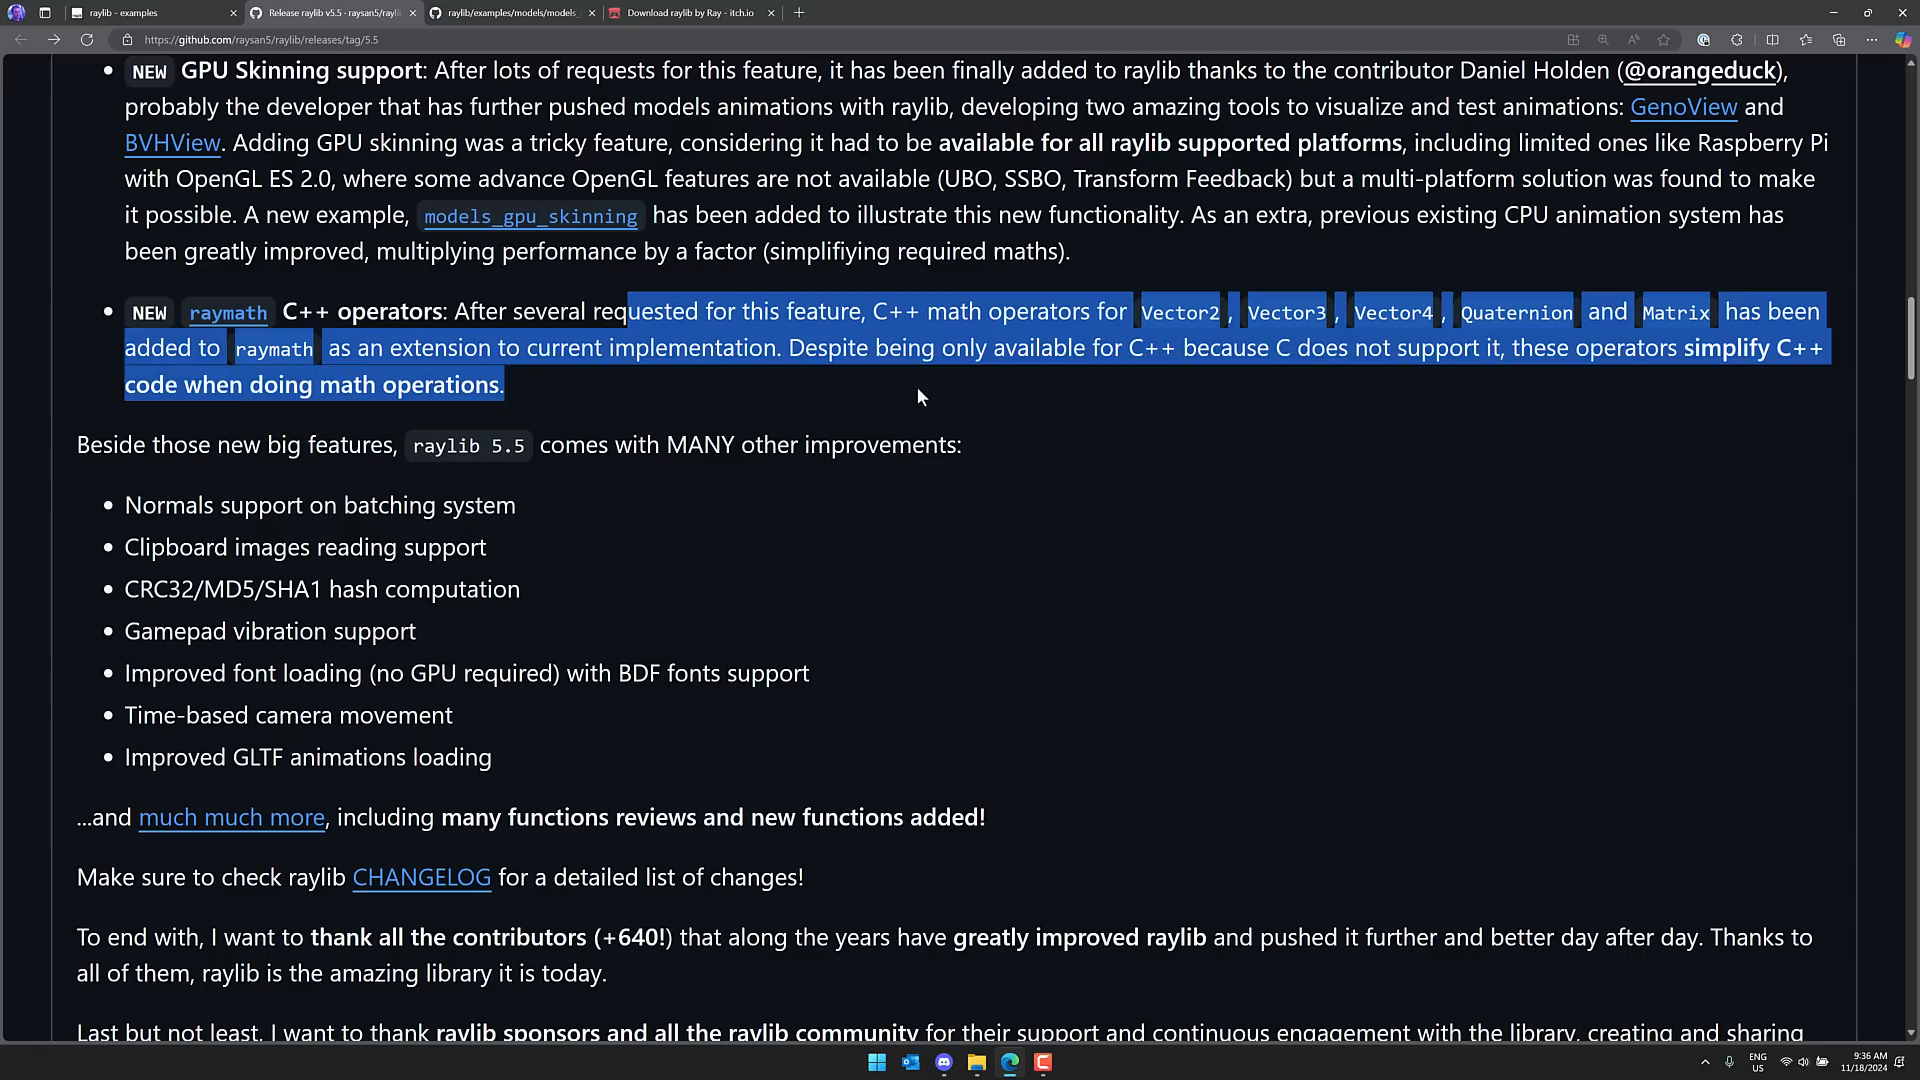 raylib - examples
Release raylib v5.5 · raysan5/rayli
raylib/examples/models/models_
Download raylib by Ray - itch.io
https://github.com/raysan5/raylib/releases/tag/5.5
• NEW GPU Skinning support: After lots of requests for this feature, it has been finally added to raylib thanks to the contributor Daniel Holden (@orangeduck),
probably the developer that has further pushed models animations with raylib, developing two amazing tools to visualize and test animations: GenoView and
BVHView. Adding GPU skinning was a tricky feature, considering it had to be available for all raylib supported platforms, including limited ones like Raspberry Pi
with OpenGL ES 2.0, where some advance OpenGL features are not available (UBO, SSBO, Transform Feedback) but a multi-platform solution was found to make
it possible. A new example, models_gpu_skinning has been added to illustrate this new functionality. As an extra, previous existing CPU animation system has
been greatly improved, multiplying performance by a factor (simplifiying required maths).
• NEW raymath C++ operators: After several requested for this feature, C++ math operators for Vector2, Vector3, Vector4, Quaternion and Matrix has been
added to raymath as an extension to current implementation. Despite being only available for C++ because C does not support it, these operators simplify C++
code when doing math operations.
Beside those new big features, raylib 5.5 comes with MANY other improvements:
• Normals support on batching system
• Clipboard images reading support
• CRC32/MD5/SHA1 hash computation
• Gamepad vibration support
• Improved font loading (no GPU required) with BDF fonts support
• Time-based camera movement
• Improved GLTF animations loading
...and much much more, including many functions reviews and new functions added!
Make sure to check raylib CHANGELOG for a detailed list of changes!
To end with, I want to thank all the contributors (+640!) that along the years have greatly improved raylib and pushed it further and better day after day. Thanks to
all of them, raylib is the amazing library it is today.
Last but not least, I want to thank raylib sponsors and all the raylib community for their support and continuous engagement with the library, creating and sharing
ENG
US
9:36 AM
11/18/2024